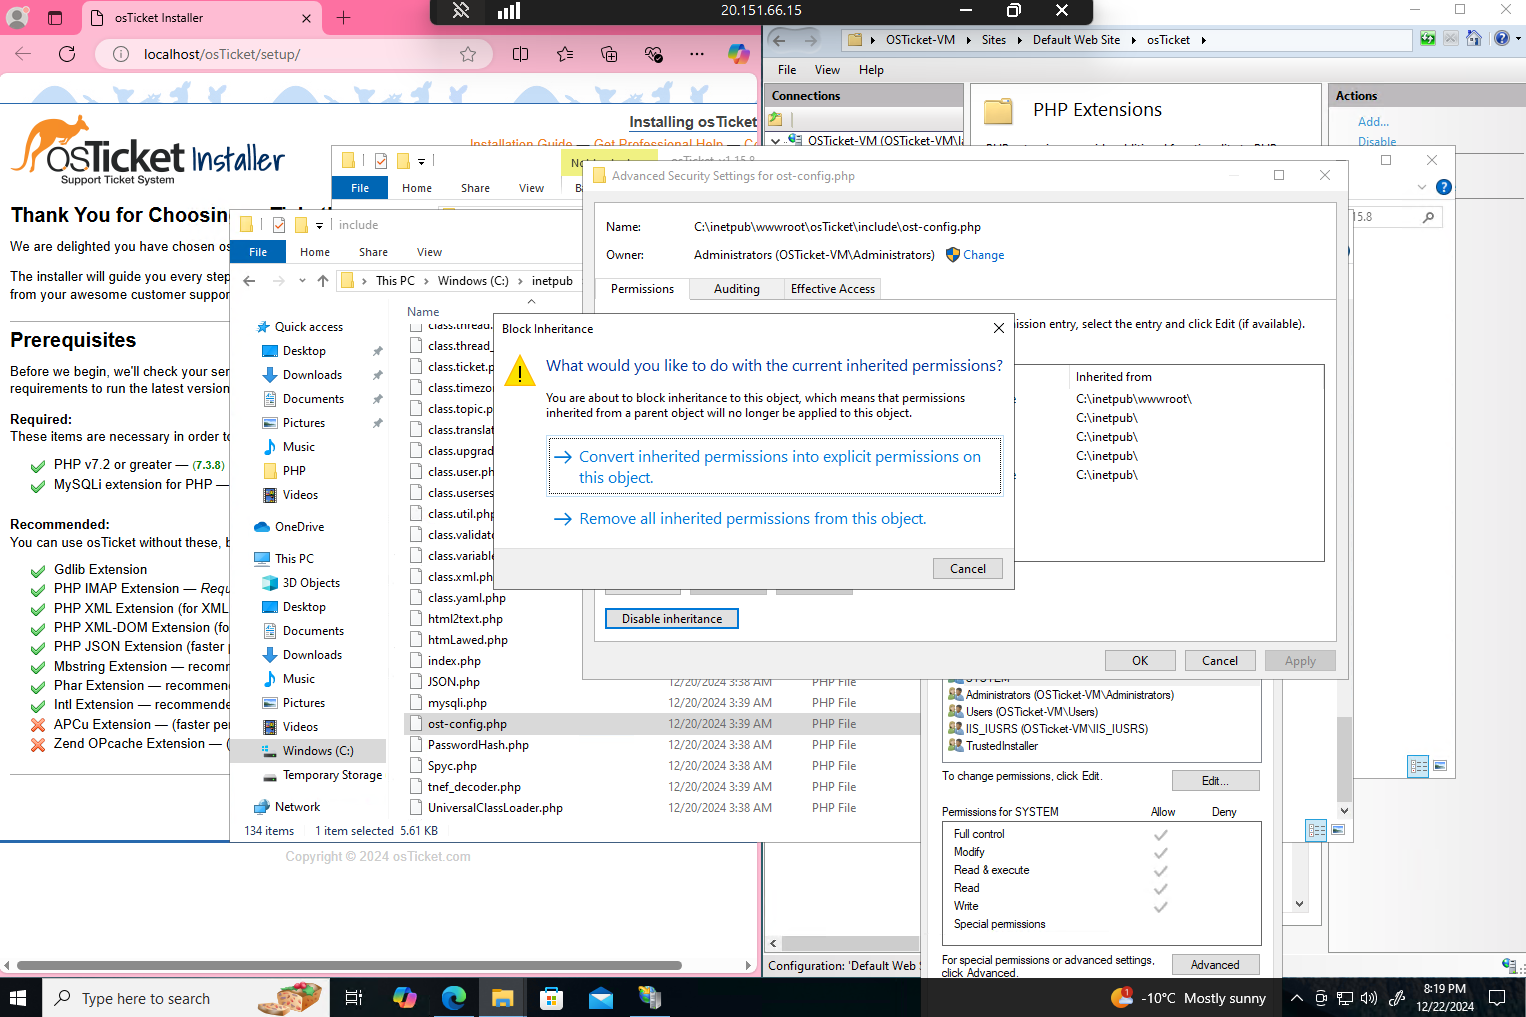 20.151.66.15
osTicket Installer
localhost/osTicket/setup/
OSTicket-VM
Sites
Default Web Site
osTicket
File
View
Help
Connections
OSTicket-VM (OSTicket-VM\
PHP Extensions
Actions
Add...
Disable
Installing osTicket
Installation Guide — Get Professional Help —
osTicket Installer
Support Ticket System
Thank You for Choosing
We are delighted you have chosen
The installer will guide you every step
from your awesome customer suppor
Prerequisites
Before we begin, we'll check your ser
requirements to run the latest version
Required:
These items are necessary in order to
PHP v7.2 or greater — (7.3.8)
MySQLi extension for PHP —
Recommended:
You can use osTicket without these, b
Gdlib Extension
PHP IMAP Extension — Requ
PHP XML Extension (for XML
PHP XML-DOM Extension (fo
PHP JSON Extension (faster p
Mbstring Extension — recomm
Phar Extension — recommend
Intl Extension — recommende
APCu Extension — (faster per
Zend OPcache Extension — (
Copyright © 2024 osTicket.com
File
Home
Share
View
15.8
include
File
Home
Share
View
This PC
Windows (C:)
inetpub
Name
Quick access
Desktop
Downloads
Documents
Pictures
Music
PHP
Videos
OneDrive
This PC
3D Objects
Desktop
Documents
Downloads
Music
Pictures
Videos
Windows (C:)
Temporary Storage
Network
class.thread.
class.thread_
class.ticket.p
class.timezo
class.topic.p
class.translat
class.upgrad
class.user.ph
class.userses
class.util.php
class.validato
class.variable
class.xml.ph
class.yaml.php
html2text.php
htmLawed.php
index.php
JSON.php 12/20/2024 3:38 AM PHP File
mysqli.php 12/20/2024 3:39 AM PHP File
ost-config.php 12/20/2024 3:39 AM PHP File
PasswordHash.php 12/20/2024 3:38 AM PHP File
Spyc.php 12/20/2024 3:38 AM PHP File
tnef_decoder.php 12/20/2024 3:39 AM PHP File
UniversalClassLoader.php 12/20/2024 3:38 AM PHP File
134 items 1 item selected 5.61 KB
Advanced Security Settings for ost-config.php
Name: C:\inetpub\wwwroot\osTicket\include\ost-config.php
Owner: Administrators (OSTicket-VM\Administrators) Change
Permissions
Auditing
Effective Access
ission entry, select the entry and click Edit (if available).
Inherited from
C:\inetpub\wwwroot\
C:\inetpub\
C:\inetpub\
C:\inetpub\
C:\inetpub\
Disable inheritance
OK
Cancel
Apply
Block Inheritance
What would you like to do with the current inherited permissions?
You are about to block inheritance to this object, which means that permissions
inherited from a parent object will no longer be applied to this object.
Convert inherited permissions into explicit permissions on
this object.
Remove all inherited permissions from this object.
Cancel
SYSTEM
Administrators (OSTicket-VM\Administrators)
Users (OSTicket-VM\Users)
IIS_IUSRS (OSTicket-VM\IIS_IUSRS)
TrustedInstaller
To change permissions, click Edit.
Edit...
Permissions for SYSTEM Allow Deny
Full control
Modify
Read & execute
Read
Write
Special permissions
For special permissions or advanced settings,
click Advanced.
Advanced
Configuration: 'Default Web S
Type here to search
1
-10°C Mostly sunny
8:19 PM
12/22/2024